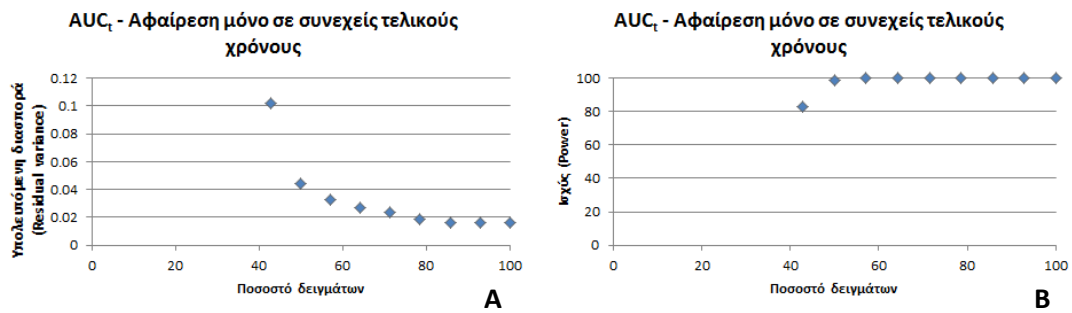 AUCt - Αφαίρεση μόνο σε συνεχείς τελικούς
χρόνους
Υπολειπόμενη διασπορά
(Residual variance)
0.12
0.1
0.08
0.06
0.04
0.02
0
0 20 40 60 80 100
Ποσοστό δειγμάτων
A
AUCt - Αφαίρεση μόνο σε συνεχείς τελικούς
χρόνους
Ισχύς (Power)
100
80
60
40
20
0
0 20 40 60 80 100
Ποσοστό δειγμάτων
B